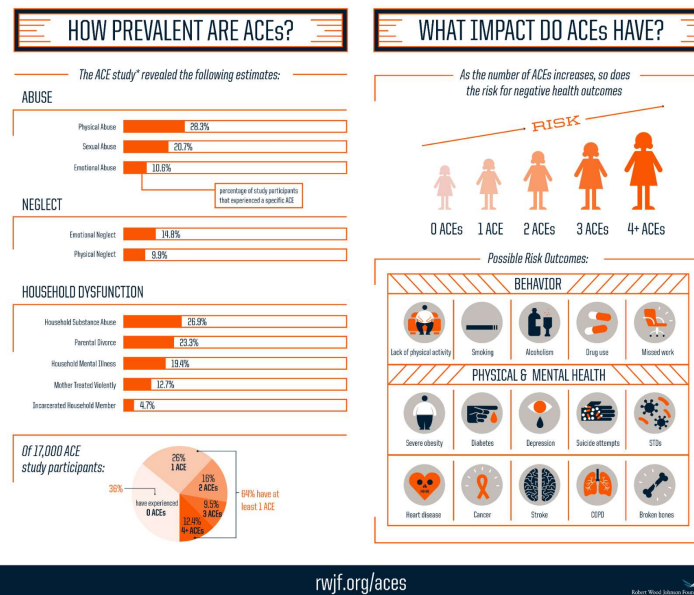 HOW PREVALENT ARE ACEs?
The ACE study* revealed the following estimates:
ABUSE
Physical Abuse 28.3%
Sexual Abuse 20.7%
Emotional Abuse 10.6%
percentage of study participants
that experienced a specific ACE
NEGLECT
Emotional Neglect 14.8%
Physical Neglect 9.9%
HOUSEHOLD DYSFUNCTION
Household Substance Abuse 26.9%
Parental Divorce 23.3%
Household Mental Illness 19.4%
Mother Treated Violently 12.7%
Incarcerated Household Member 4.7%
Of 17,000 ACE
study participants:
26%
1 ACE
16%
2 ACEs
9.5%
3 ACEs
12.4%
4+ ACEs
36%
have experienced
0 ACEs
64% have at
least 1 ACE
WHAT IMPACT DO ACEs HAVE?
As the number of ACEs increases, so does
the risk for negative health outcomes
RISK
0 ACEs 1 ACE 2 ACEs 3 ACEs 4+ ACEs
Possible Risk Outcomes:
BEHAVIOR
Lack of physical activity Smoking Alcoholism Drug use Missed work
PHYSICAL & MENTAL HEALTH
Severe obesity Diabetes Depression Suicide attempts STDs
Heart disease Cancer Stroke COPD Broken bones
rwjf.org/aces
Robert Wood Johnson Foun